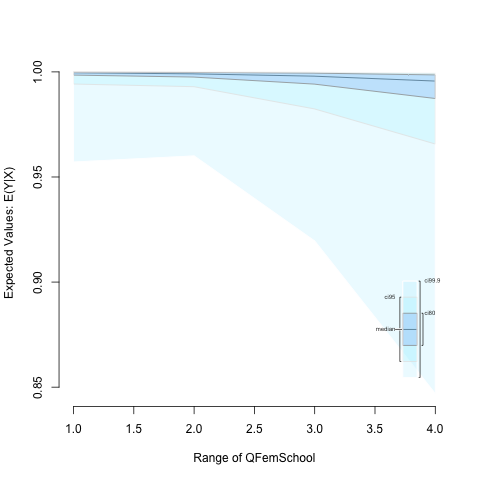 Expected Values: E(Y|X)
1.00
0.95
0.90
0.85
ci99.9
ci95
ci80
median
1.0 1.5 2.0 2.5 3.0 3.5 4.0
Range of QFemSchool